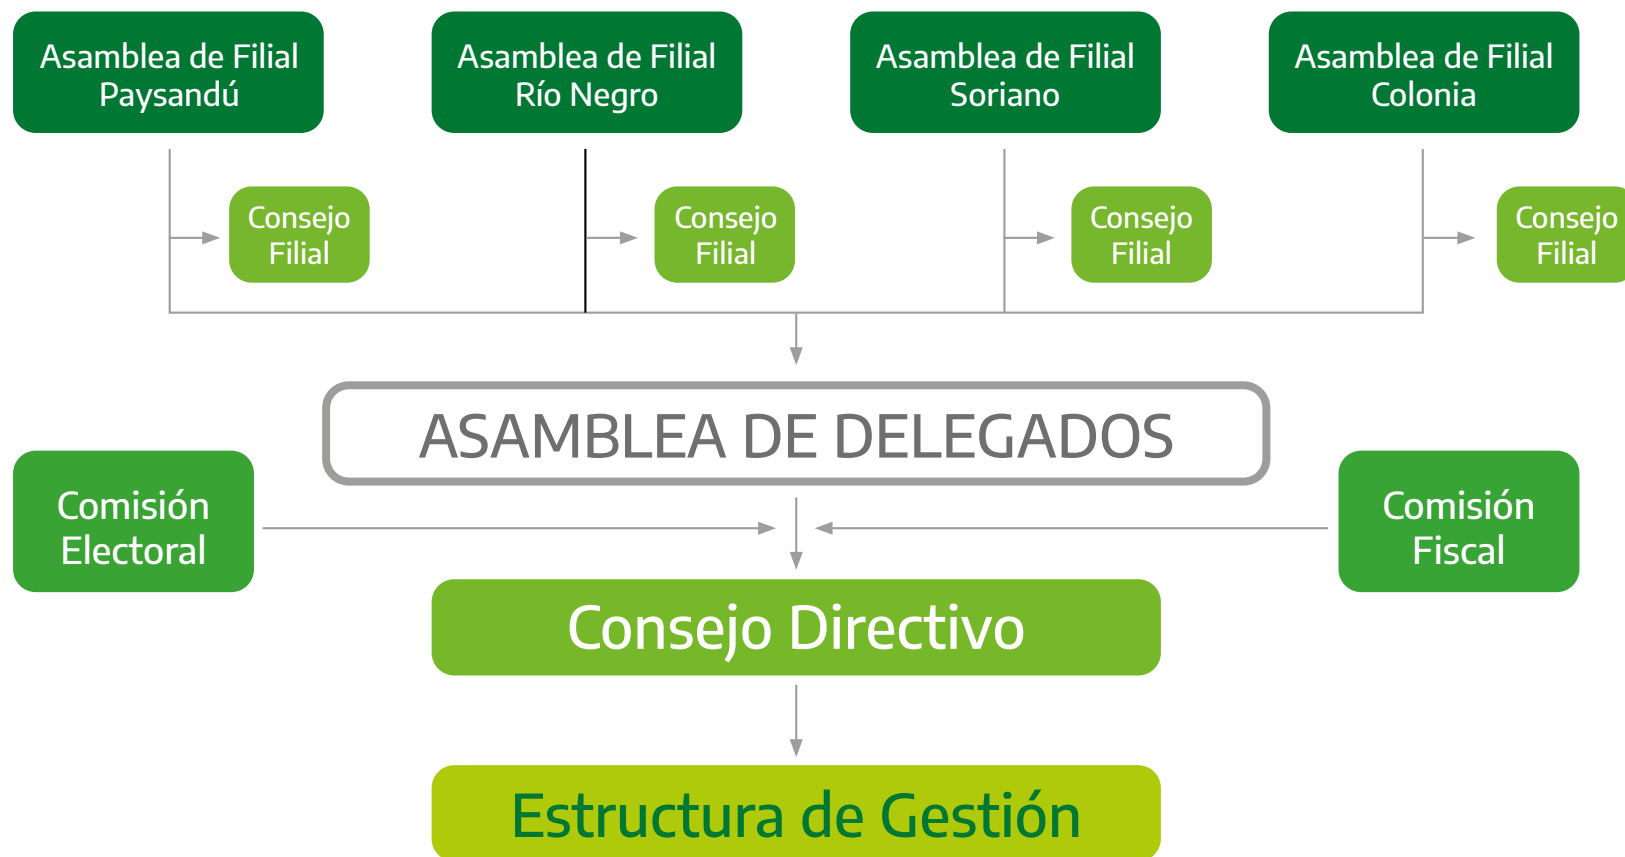 Asamblea de Filial
Paysandú
Asamblea de Filial
Río Negro
Asamblea de Filial
Soriano
Asamblea de Filial
Colonia
Consejo
Filial
Consejo
Filial
Consejo
Filial
Consejo
Filial
ASAMBLEA DE DELEGADOS
Comisión
Electoral
Comisión
Fiscal
Consejo Directivo
Estructura de Gestión